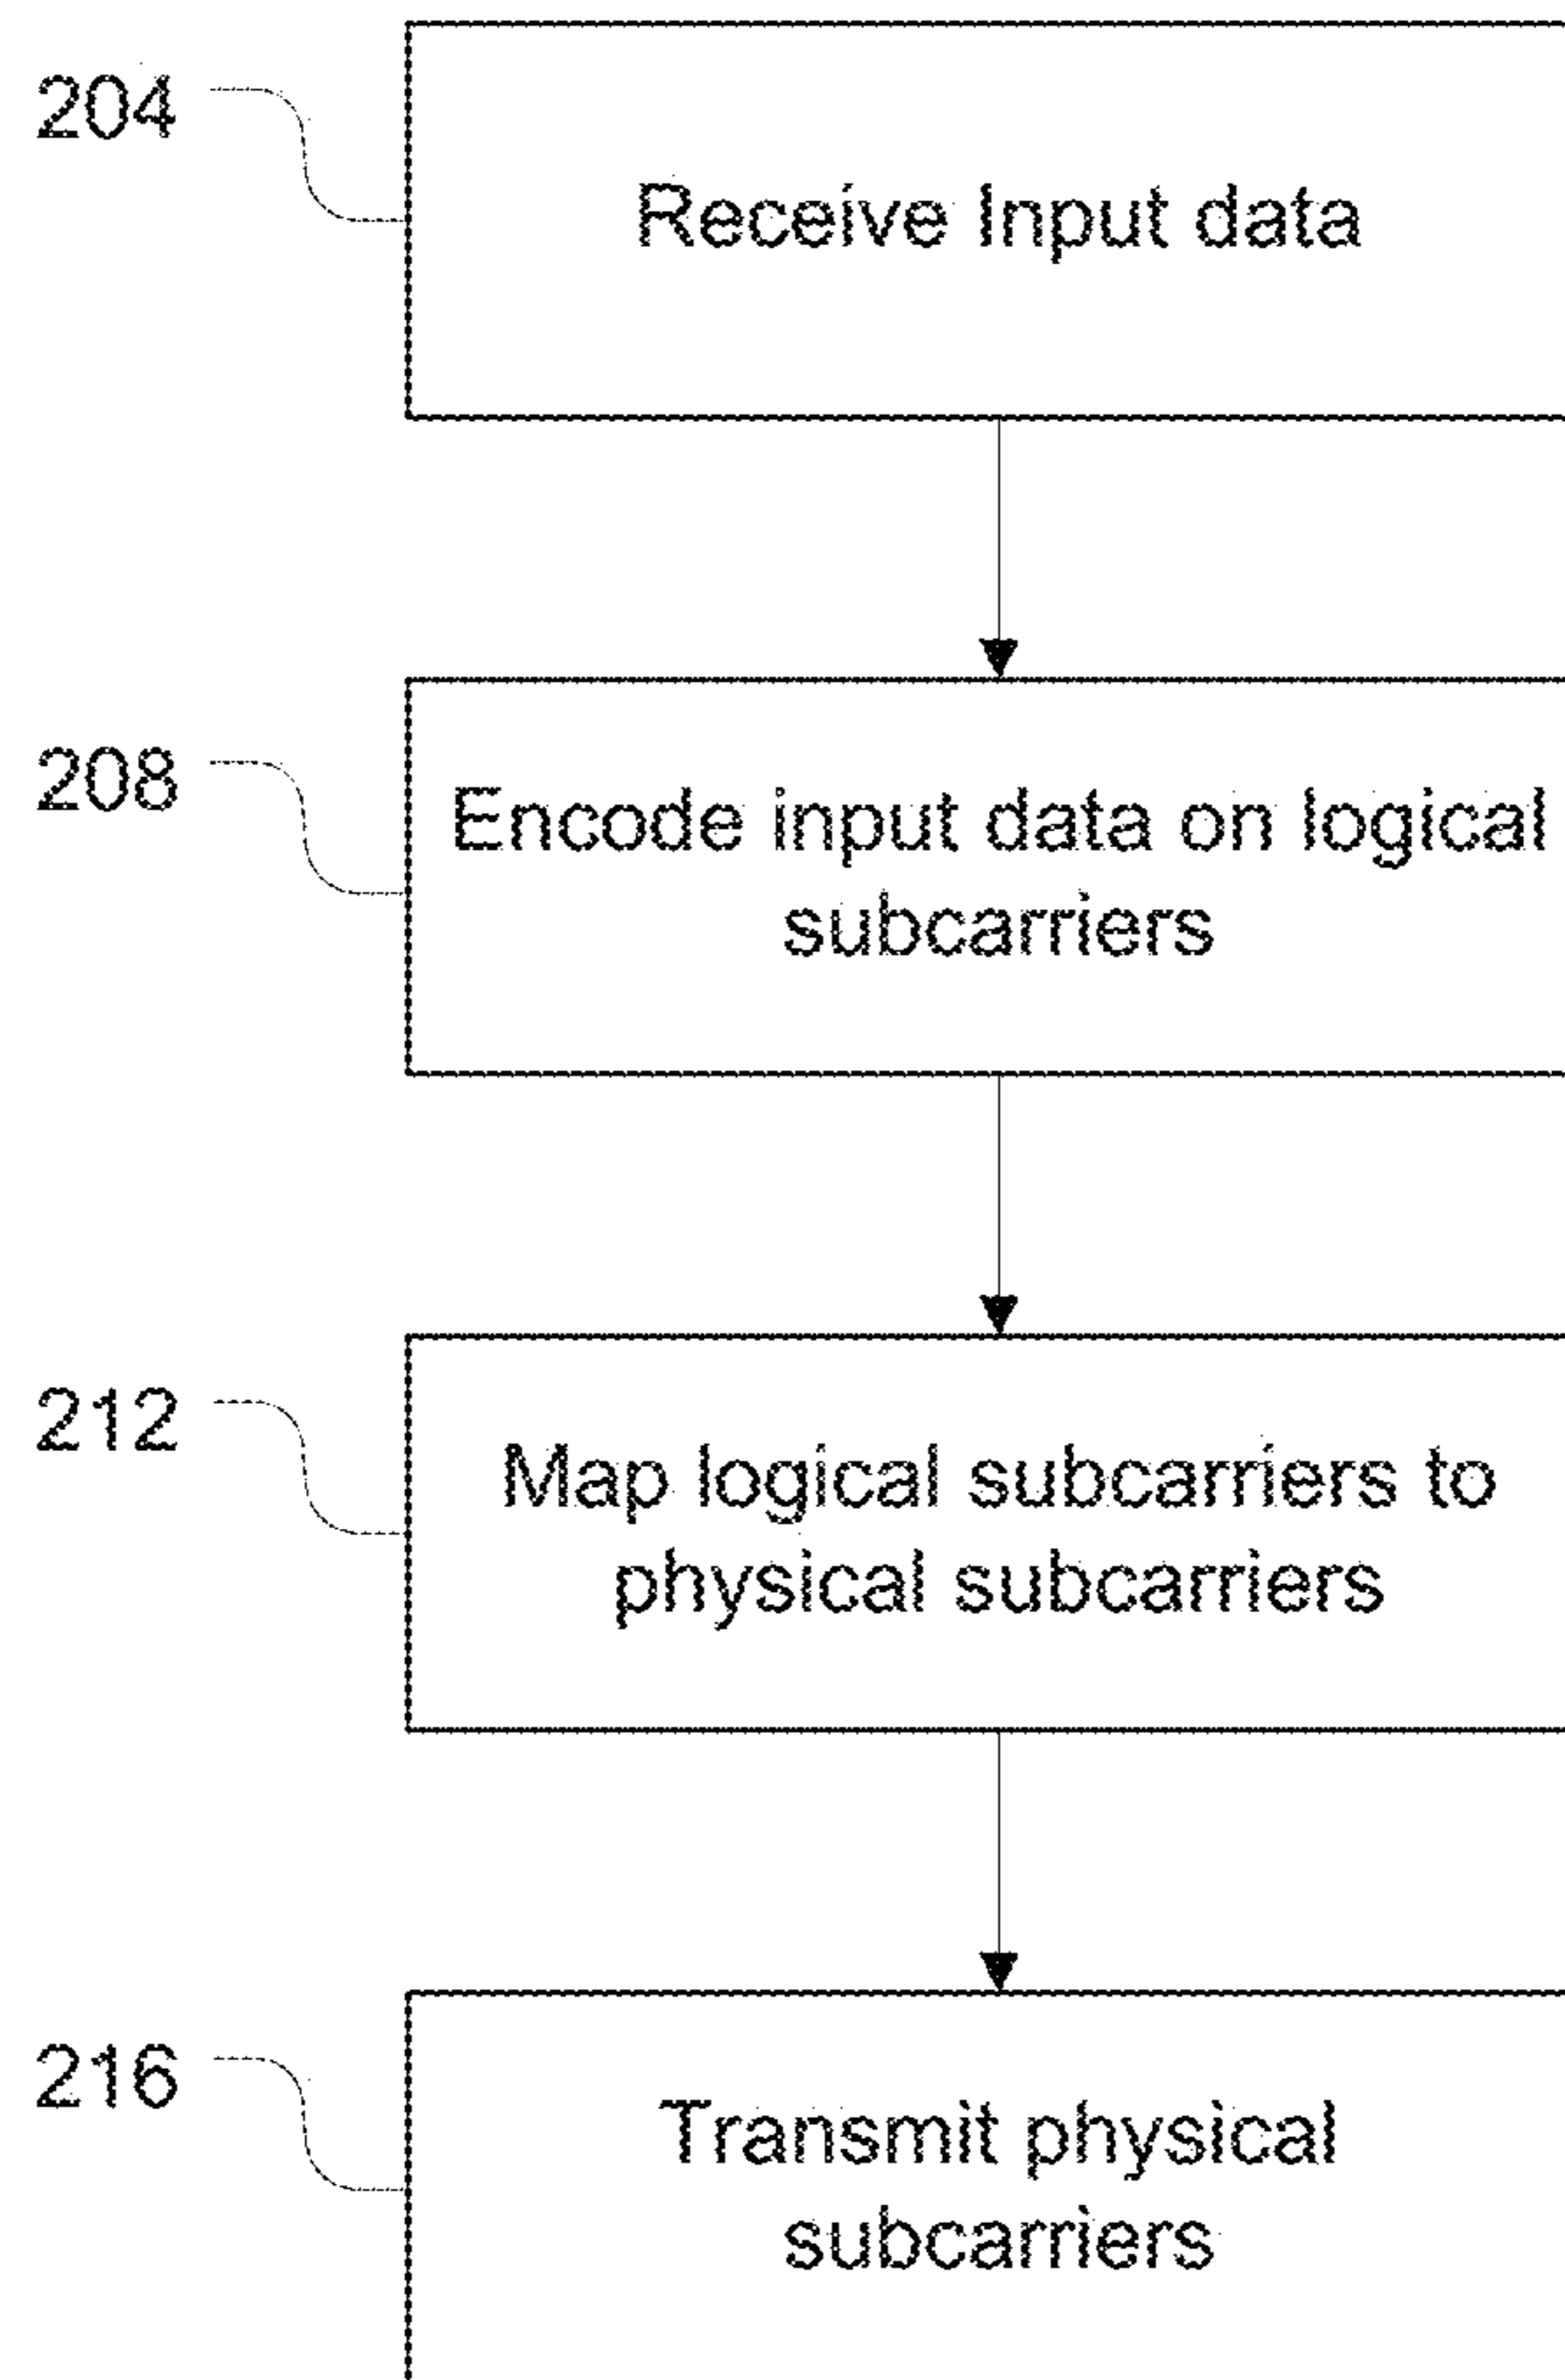 204
Receive Input data
208
Encode input data on logical
subcarriers
212
Map logical subcarriers to
physical subcarriers
216
Transmit physical
subcarriers